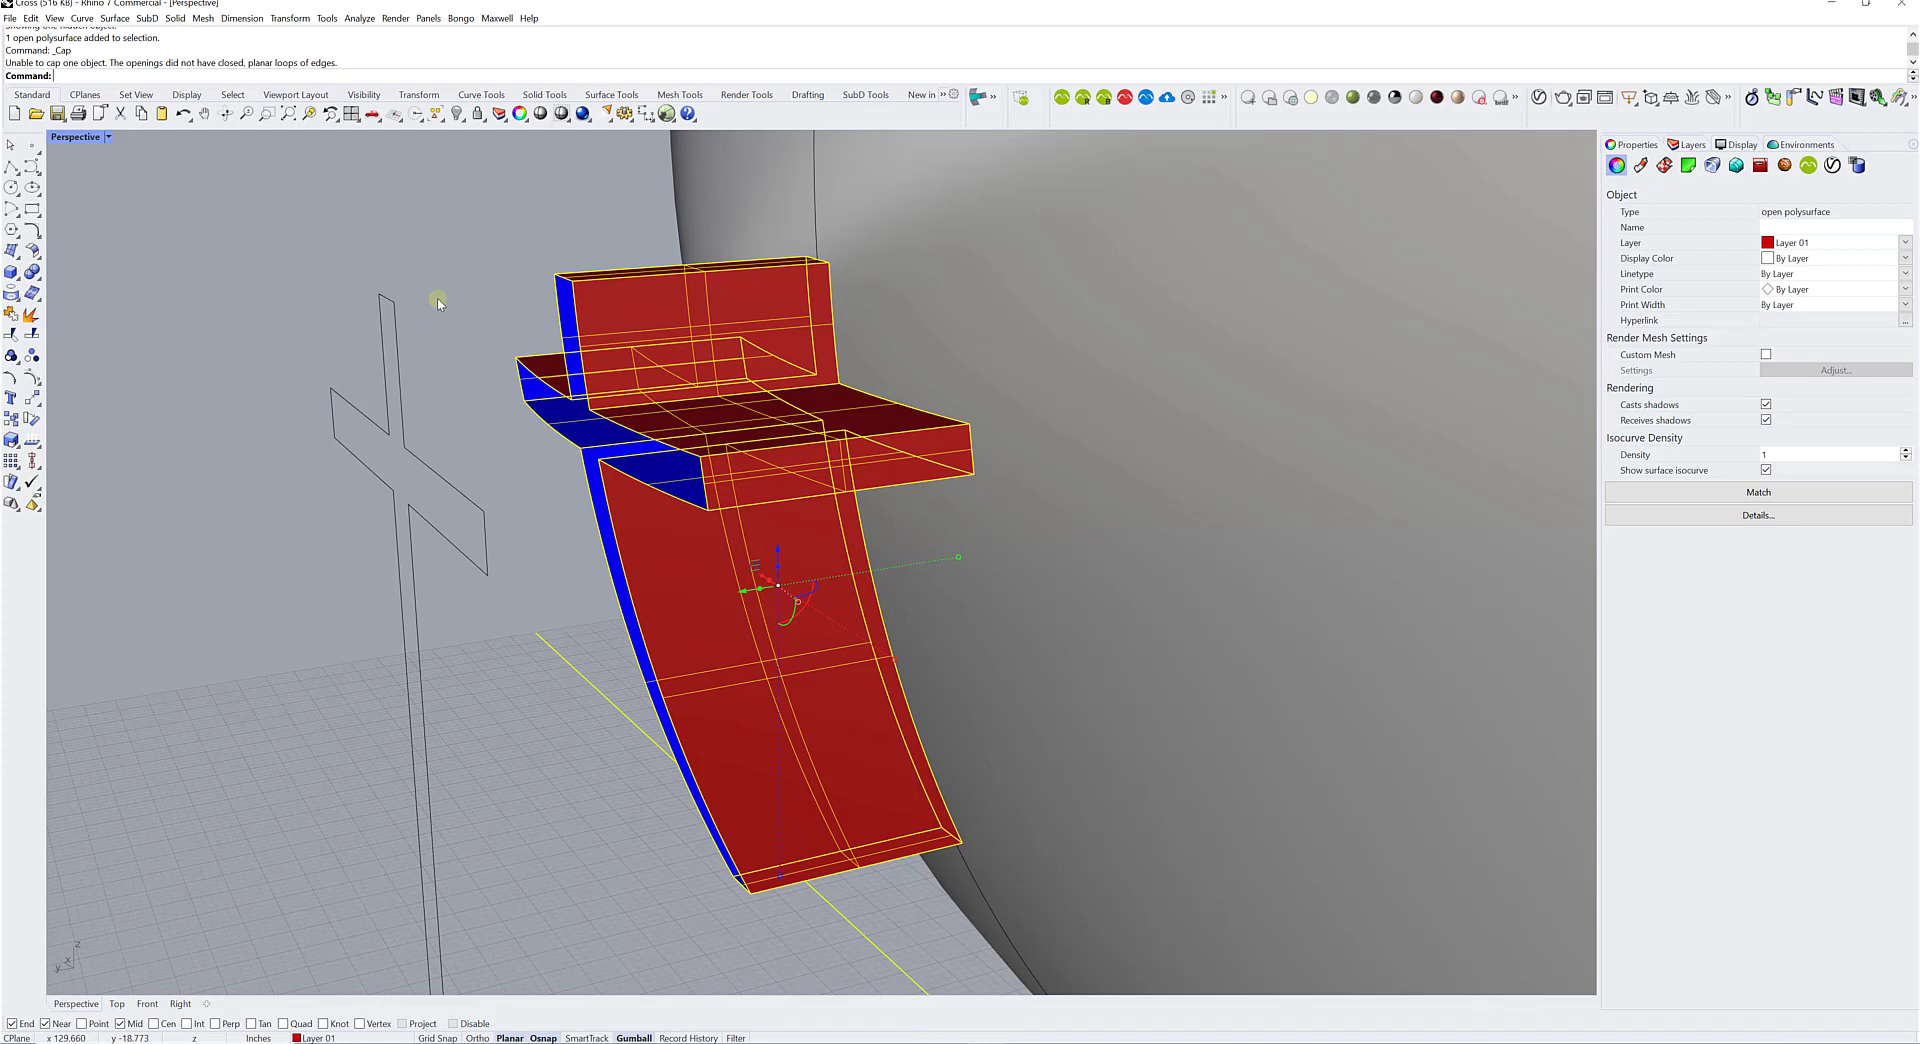 Cross (516 KB) - Rhino 7 Commercial - [Perspective]
File Edit View Curve Surface SubD Solid Mesh Dimension Transform Tools Analyze Render Panels Bongo Maxwell Help
1 open polysurface added to selection.
Command: _Cap
Unable to cap one object. The openings did not have closed, planar loops of edges.
Command:
Standard CPlanes Set View Display Select Viewport Layout Visibility Transform Curve Tools Solid Tools Surface Tools Mesh Tools Render Tools Drafting SubD Tools New in
Perspective
Properties Layers Display Environments
Object
Type open polysurface
Name
Layer Layer 01
Display Color By Layer
Linetype By Layer
Print Color By Layer
Print Width By Layer
Hyperlink ...
Render Mesh Settings
Custom Mesh
Settings Adjust...
Rendering
Casts shadows
Receives shadows
Isocurve Density
Density 1
Show surface isocurve
Match
Details...
z
x
y
Perspective Top Front Right
End Near Point Mid Cen Int Perp Tan Quad Knot Vertex Project Disable
CPlane x 129.660 y -18.773 z Inches Layer 01 Grid Snap Ortho Planar Osnap SmartTrack Gumball Record History Filter